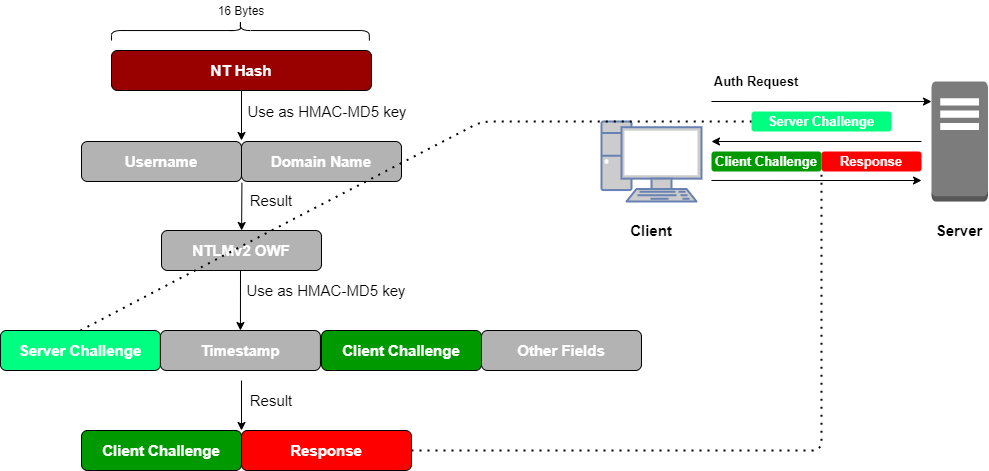 16 Bytes
NT Hash
Use as HMAC-MD5 key
Username
Domain Name
Result
NTLMv2 OWF
Use as HMAC-MD5 key
Server Challenge
Timestamp
Client Challenge
Other Fields
Result
Client Challenge
Response
Auth Request
Server Challenge
Client Challenge
Response
Client
Server